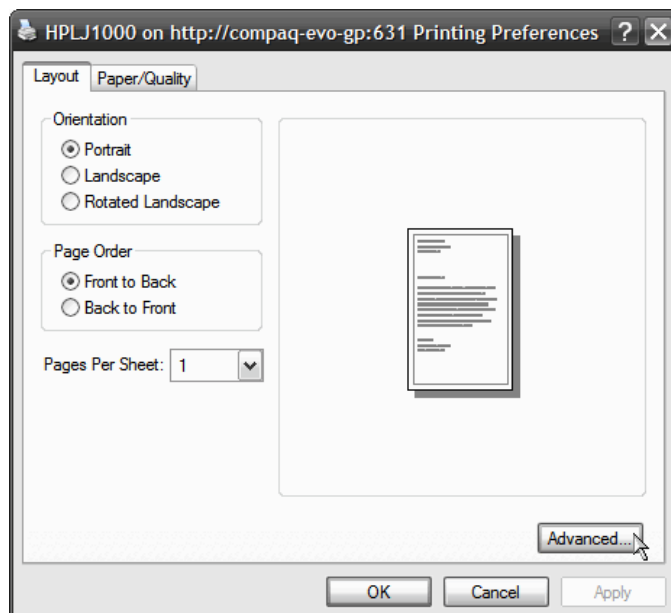 HPLJ1000 on http://compaq-evo-gp:631 Printing Preferences
Layout
Paper/Quality
Orientation
Portrait
Landscape
Rotated Landscape
Page Order
Front to Back
Back to Front
Pages Per Sheet: 1
Advanced...
OK
Cancel
Apply